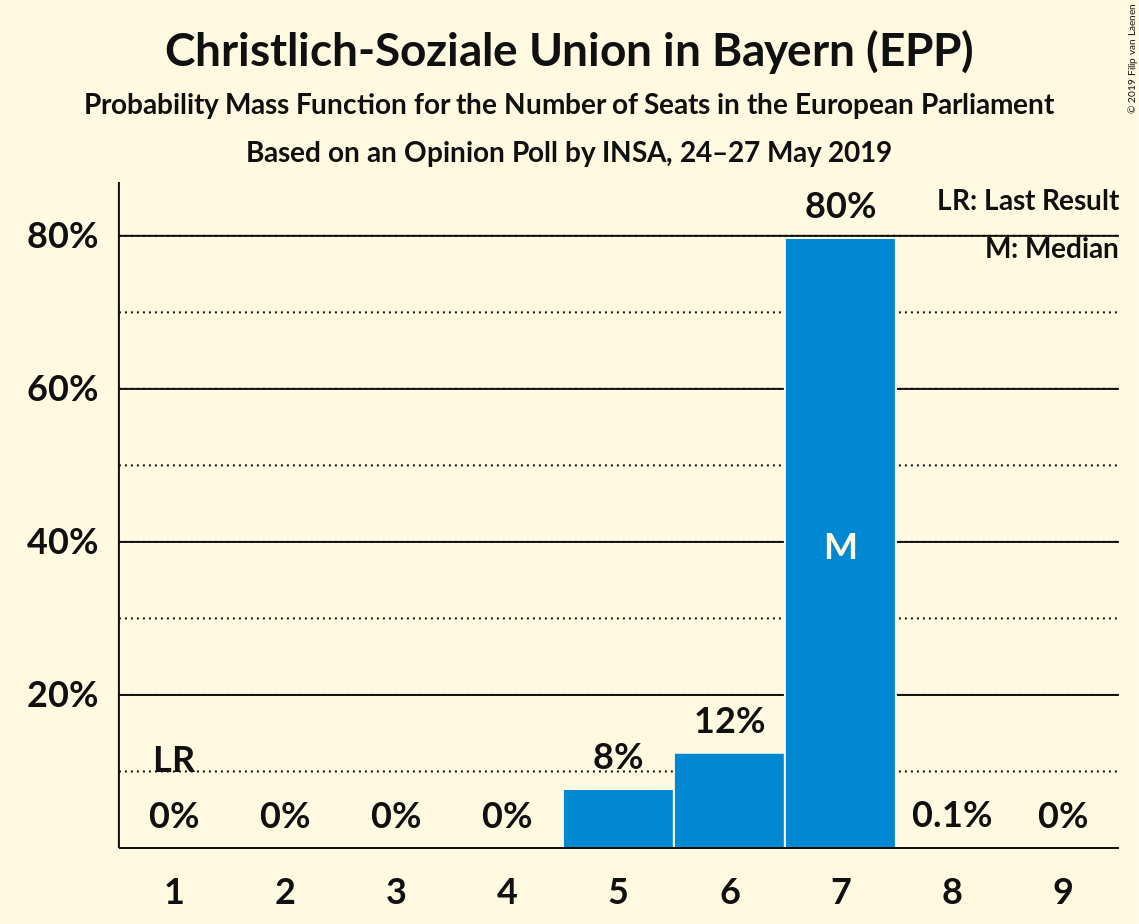 Christlich-Soziale Union in Bayern (EPP)
Probability Mass Function for the Number of Seats in the European Parliament
Based on an Opinion Poll by INSA, 24–27 May 2019
© 2019 Filip van Laenen
LR: Last Result
M: Median
80%
60%
40%
20%
LR
0%
0%
0%
0%
8%
12%
80%
M
0.1%
0%
1 2 3 4 5 6 7 8 9